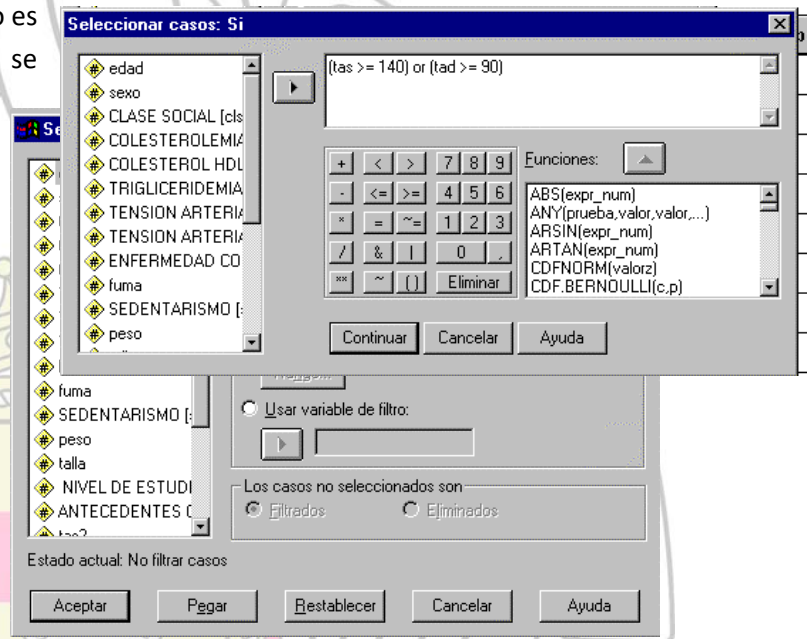 es
se
Seleccionar casos: Si
edad
sexo
CLASE SOCIAL [cls
COLESTEROLEMIA
COLESTEROL HDL
TRIGLICERIDEMIA
TENSION ARTERIA
TENSION ARTERIA
ENFERMEDAD CO
fuma
SEDENTARISMO [
peso
(tas >= 140) or (tad >= 90)
+ < > 7 8 9
- <= >= 4 5 6
* = ~= 1 2 3
/ & | 0 ,
** ~ () Eliminar
Funciones:
ABS(expr_num)
ANY(prueba,valor,valor,...)
ARSIN(expr_num)
ARTAN(expr_num)
CDFNORM(valorz)
CDF.BERNOULLI(c,p)
Continuar Cancelar Ayuda
Se
fuma
SEDENTARISMO [
peso
talla
NIVEL DE ESTUDI
ANTECEDENTES
Usar variable de filtro:
Los casos no seleccionados son
Filtrados Eliminados
Estado actual: No filtrar casos
Aceptar Pegar Restablecer Cancelar Ayuda